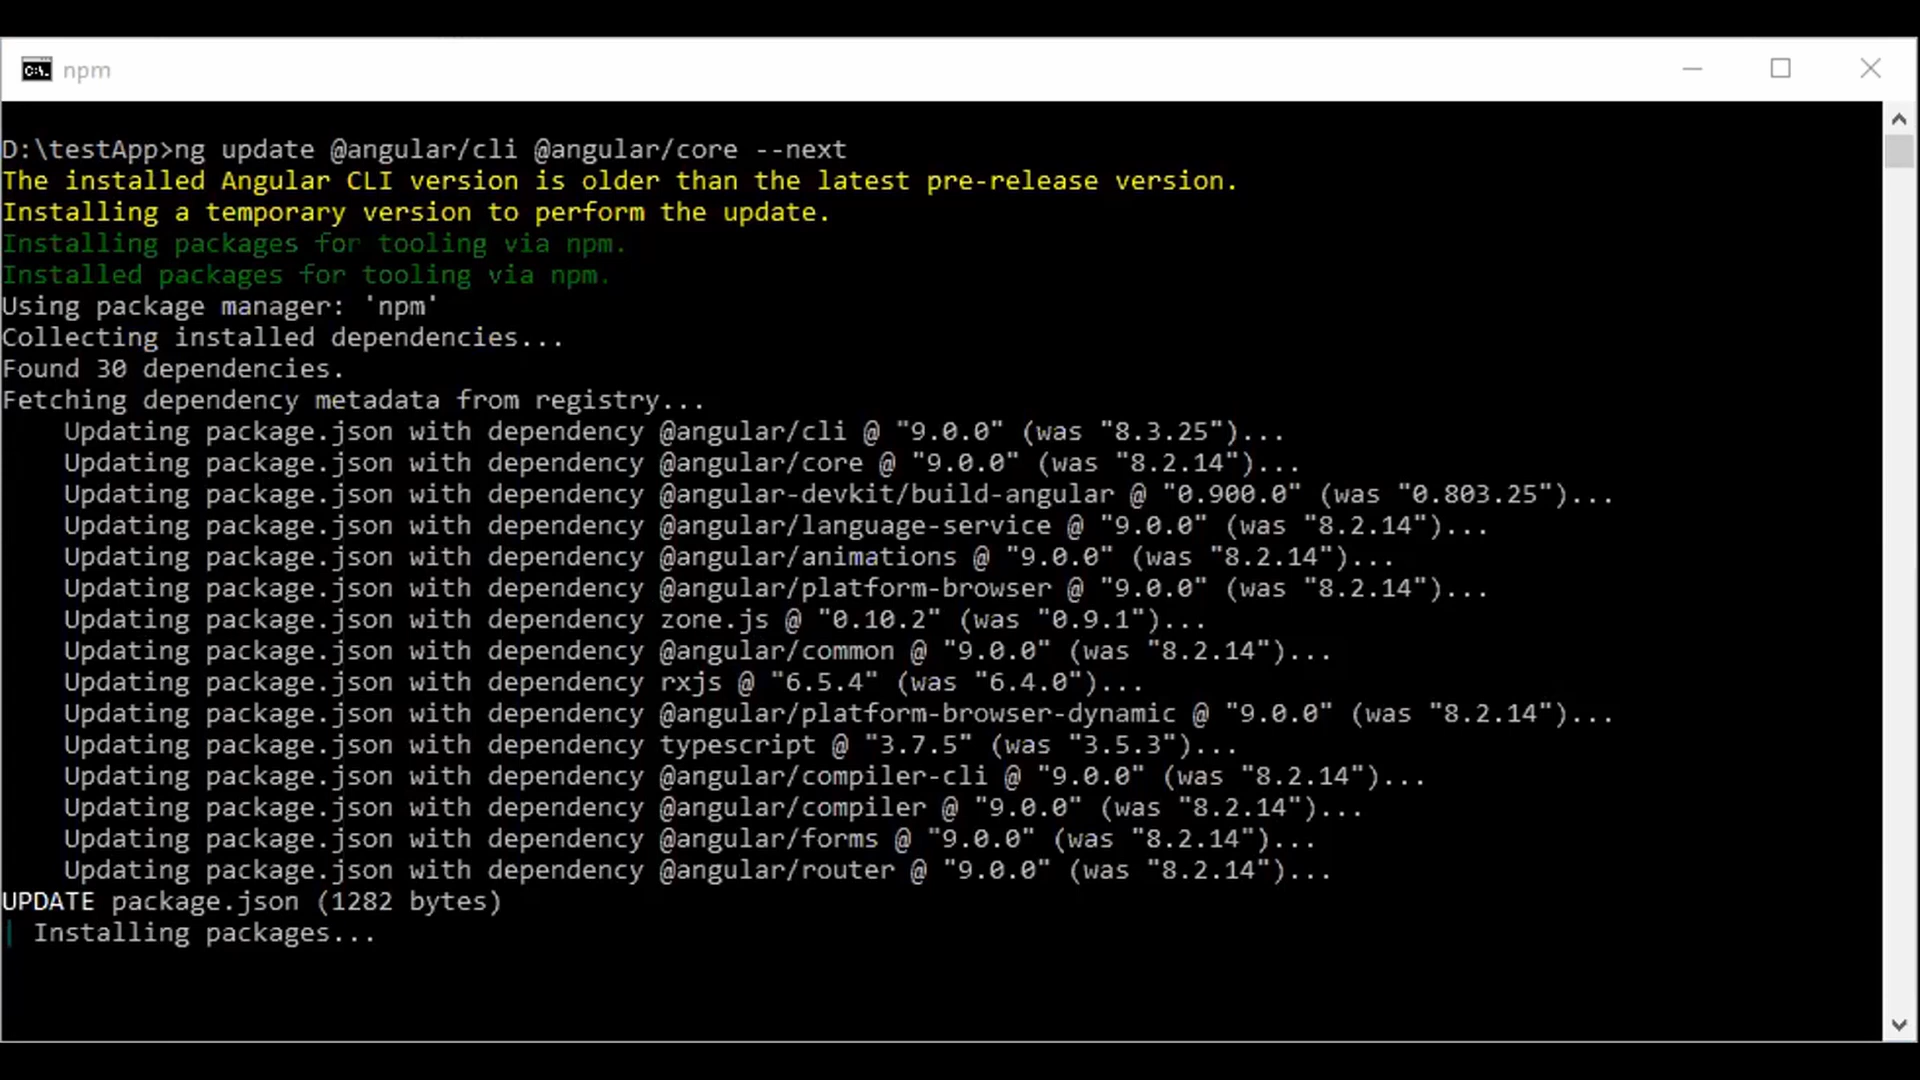 npm
D:\testApp>ng update @angular/cli @angular/core --next
The installed Angular CLI version is older than the latest pre-release version.
Installing a temporary version to perform the update.
Installing packages for tooling via npm.
Installed packages for tooling via npm.
Using package manager: 'npm'
Collecting installed dependencies...
Found 30 dependencies.
Fetching dependency metadata from registry...
    Updating package.json with dependency @angular/cli @ "9.0.0" (was "8.3.25")...
    Updating package.json with dependency @angular/core @ "9.0.0" (was "8.2.14")...
    Updating package.json with dependency @angular-devkit/build-angular @ "0.900.0" (was "0.803.25")...
    Updating package.json with dependency @angular/language-service @ "9.0.0" (was "8.2.14")...
    Updating package.json with dependency @angular/animations @ "9.0.0" (was "8.2.14")...
    Updating package.json with dependency @angular/platform-browser @ "9.0.0" (was "8.2.14")...
    Updating package.json with dependency zone.js @ "0.10.2" (was "0.9.1")...
    Updating package.json with dependency @angular/common @ "9.0.0" (was "8.2.14")...
    Updating package.json with dependency rxjs @ "6.5.4" (was "6.4.0")...
    Updating package.json with dependency @angular/platform-browser-dynamic @ "9.0.0" (was "8.2.14")...
    Updating package.json with dependency typescript @ "3.7.5" (was "3.5.3")...
    Updating package.json with dependency @angular/compiler-cli @ "9.0.0" (was "8.2.14")...
    Updating package.json with dependency @angular/compiler @ "9.0.0" (was "8.2.14")...
    Updating package.json with dependency @angular/forms @ "9.0.0" (was "8.2.14")...
    Updating package.json with dependency @angular/router @ "9.0.0" (was "8.2.14")...
UPDATE package.json (1282 bytes)
| Installing packages...